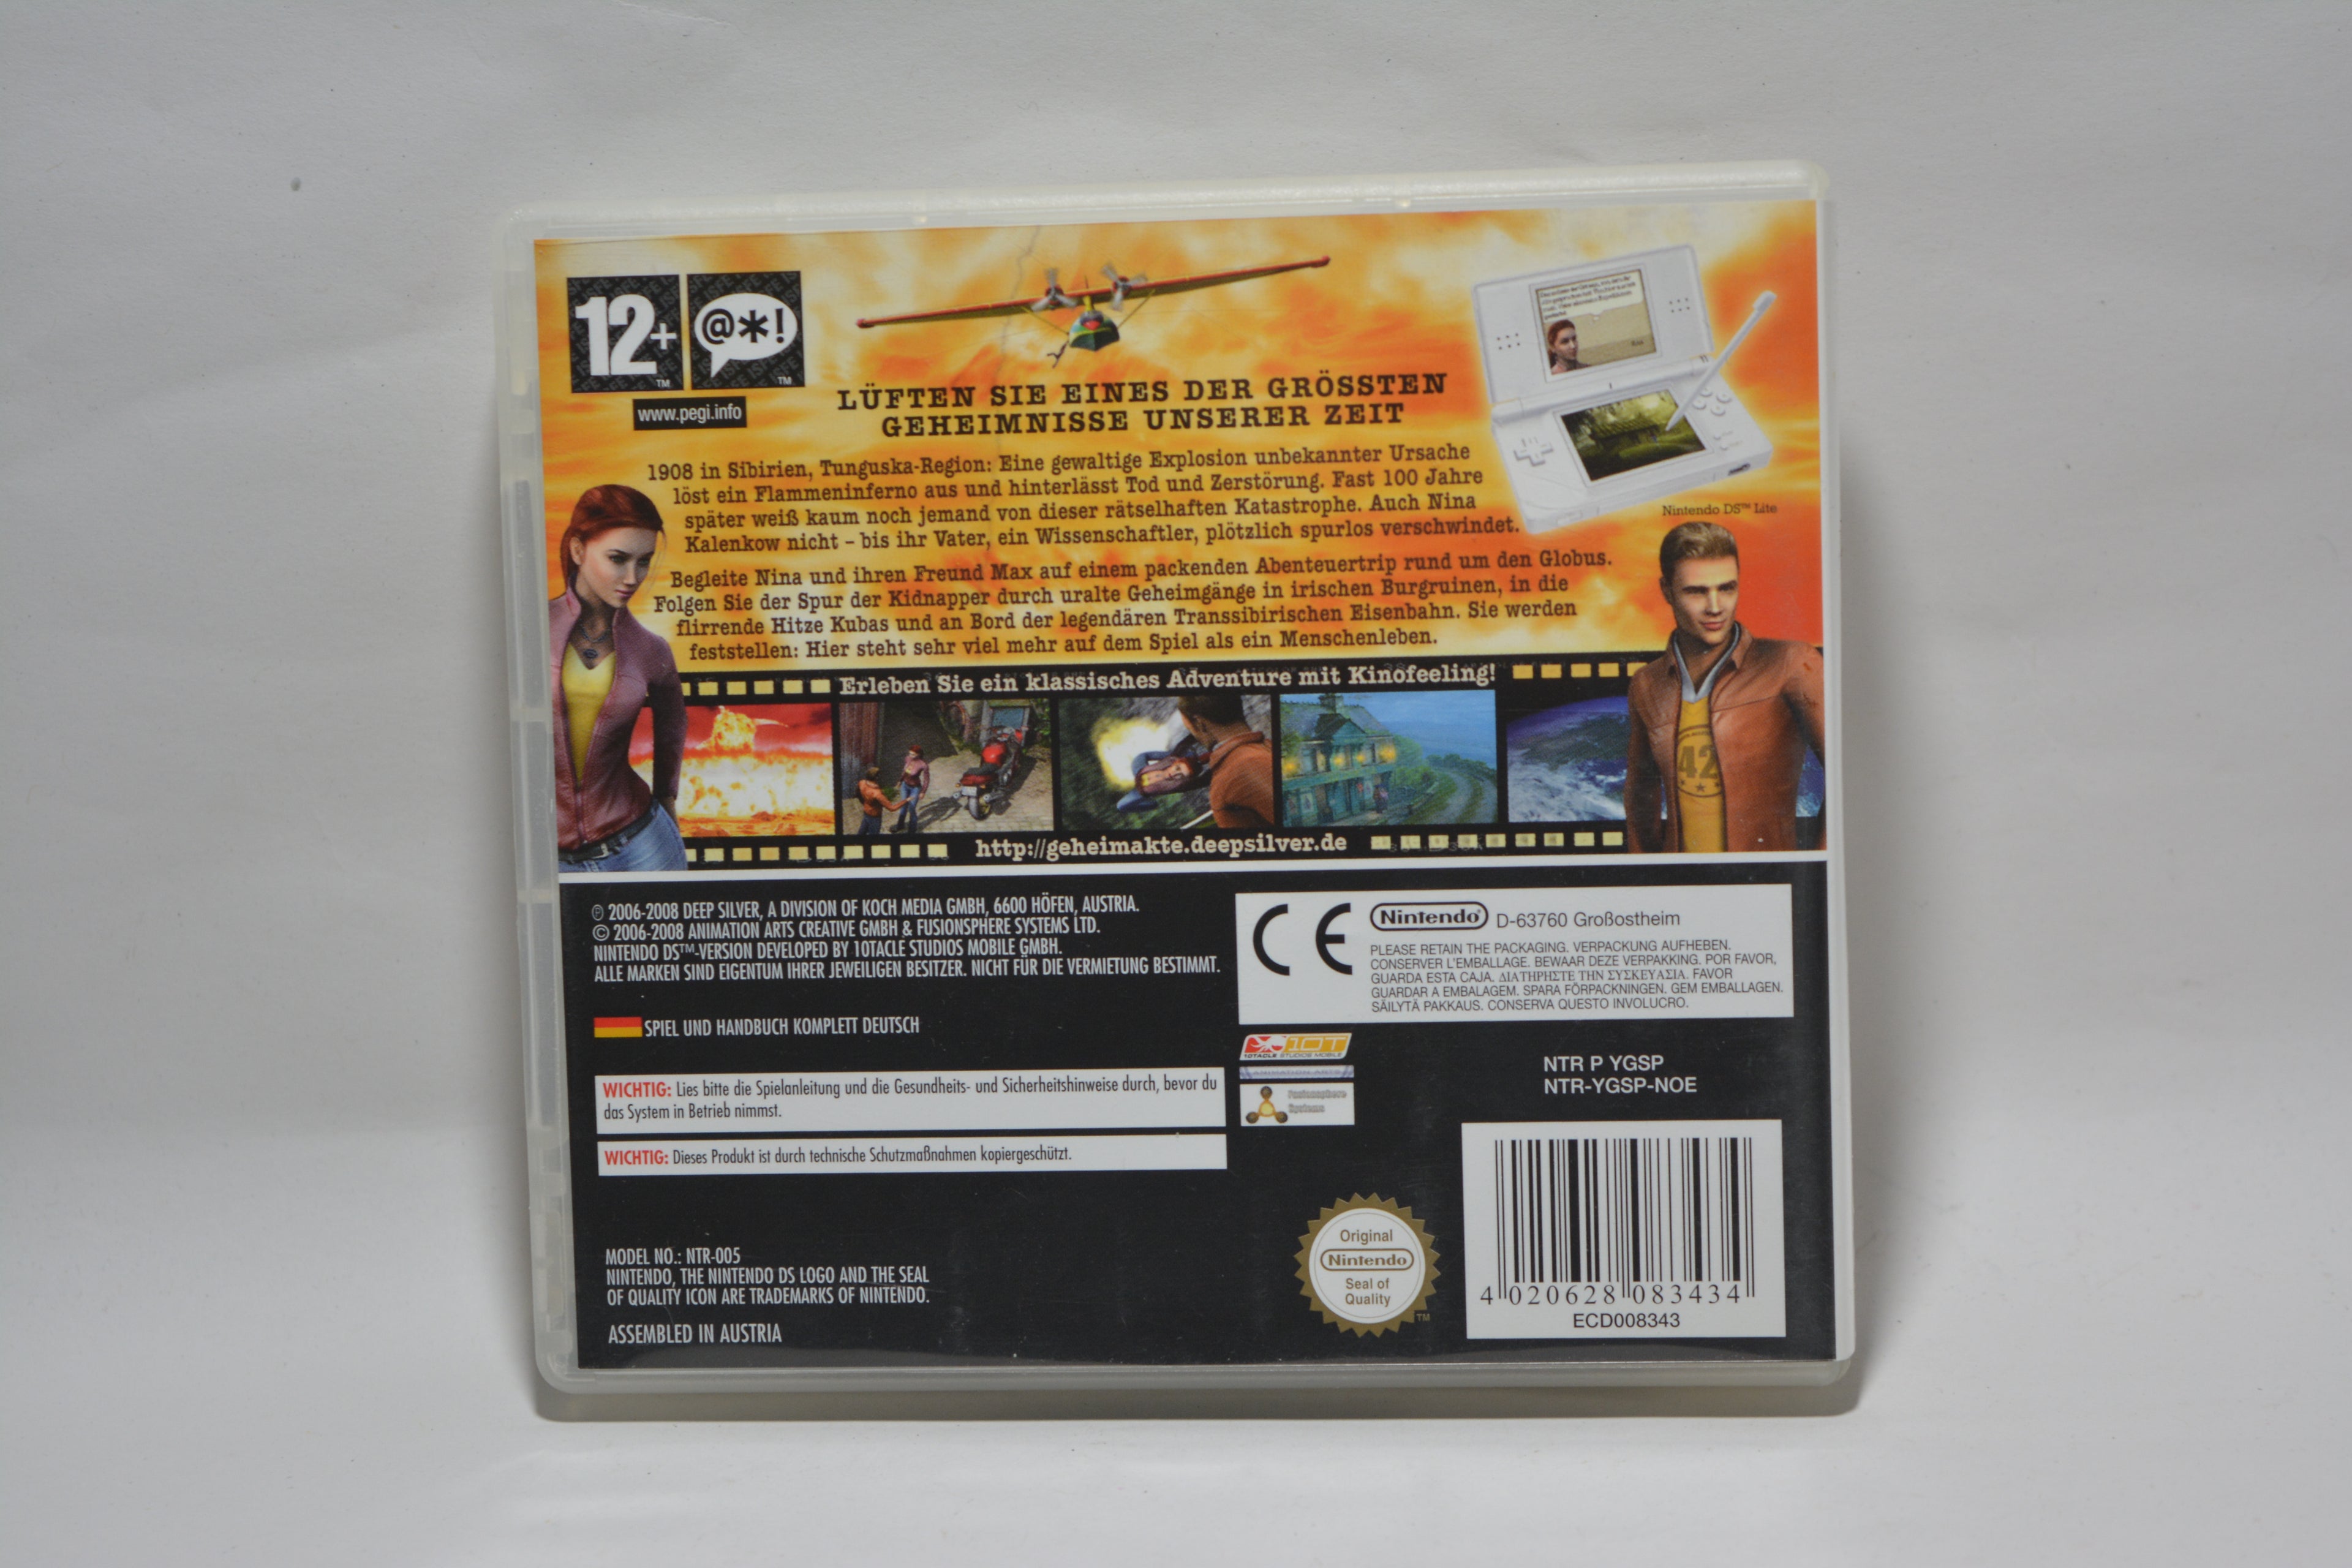 12+
TM
@*!
TM
www.pegi.info
LÜFTEN SIE EINES DER GRÖSSTEN
GEHEIMNISSE UNSERER ZEIT
1908 in Sibirien, Tunguska-Region: Eine gewaltige Explosion unbekannter Ursache
löst ein Flammeninferno aus und hinterlässt Tod und Zerstörung. Fast 100 Jahre
später weiß kaum noch jemand von dieser rätselhaften Katastrophe. Auch Nina
Kalenkow nicht – bis ihr Vater, ein Wissenschaftler, plötzlich spurlos verschwindet.
Nintendo DS™ Lite
Begleite Nina und ihren Freund Max auf einem packenden Abenteuertrip rund um den Globus.
Folgen Sie der Spur der Kidnapper durch uralte Geheimgänge in irischen Burgruinen, in die
flirrende Hitze Kubas und an Bord der legendären Transsibirischen Eisenbahn. Sie werden
feststellen: Hier steht sehr viel mehr auf dem Spiel als ein Menschenleben.
Erleben Sie ein klassisches Adventure mit Kinofeeling!
42
http://geheimakte.deepsilver.de
℗ 2006-2008 DEEP SILVER, A DIVISION OF KOCH MEDIA GMBH, 6600 HÖFEN, AUSTRIA.
© 2006-2008 ANIMATION ARTS CREATIVE GMBH & FUSIONSPHERE SYSTEMS LTD.
NINTENDO DS™-VERSION DEVELOPED BY 10TACLE STUDIOS MOBILE GMBH.
ALLE MARKEN SIND EIGENTUM IHRER JEWEILIGEN BESITZER. NICHT FÜR DIE VERMIETUNG BESTIMMT.
CE
Nintendo D-63760 Großostheim
PLEASE RETAIN THE PACKAGING. VERPACKUNG AUFHEBEN.
CONSERVER L'EMBALLAGE. BEWAAR DEZE VERPAKKING. POR FAVOR,
GUARDA ESTA CAJA. ΔΙΑΤΗΡΗΣΤΕ ΤΗΝ ΣΥΣΚΕΥΑΣΙΑ. FAVOR
GUARDAR A EMBALAGEM. SPARA FÖRPACKNINGEN. GEM EMBALLAGEN.
SÄILYTÄ PAKKAUS. CONSERVA QUESTO INVOLUCRO.
SPIEL UND HANDBUCH KOMPLETT DEUTSCH
10T
10TACLE STUDIOS MOBILE
ANIMATION ARTS
Fusionsphere
Systems
NTR P YGSP
NTR-YGSP-NOE
WICHTIG: Lies bitte die Spielanleitung und die Gesundheits- und Sicherheitshinweise durch, bevor du
das System in Betrieb nimmst.
WICHTIG: Dieses Produkt ist durch technische Schutzmaßnahmen kopiergeschützt.
MODEL NO.: NTR-005
NINTENDO, THE NINTENDO DS LOGO AND THE SEAL
OF QUALITY ICON ARE TRADEMARKS OF NINTENDO.
ASSEMBLED IN AUSTRIA
Original
Nintendo
Seal of
Quality
TM
4 020628 083434
ECD008343